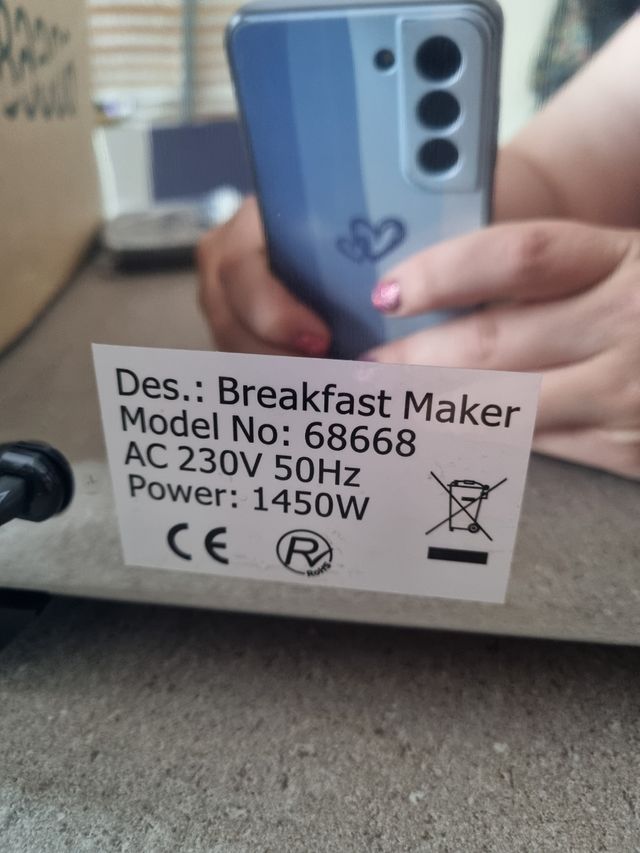 Des.: Breakfast Maker
Model No: 68668
AC 230V 50Hz
Power: 1450W
CE
RoHS